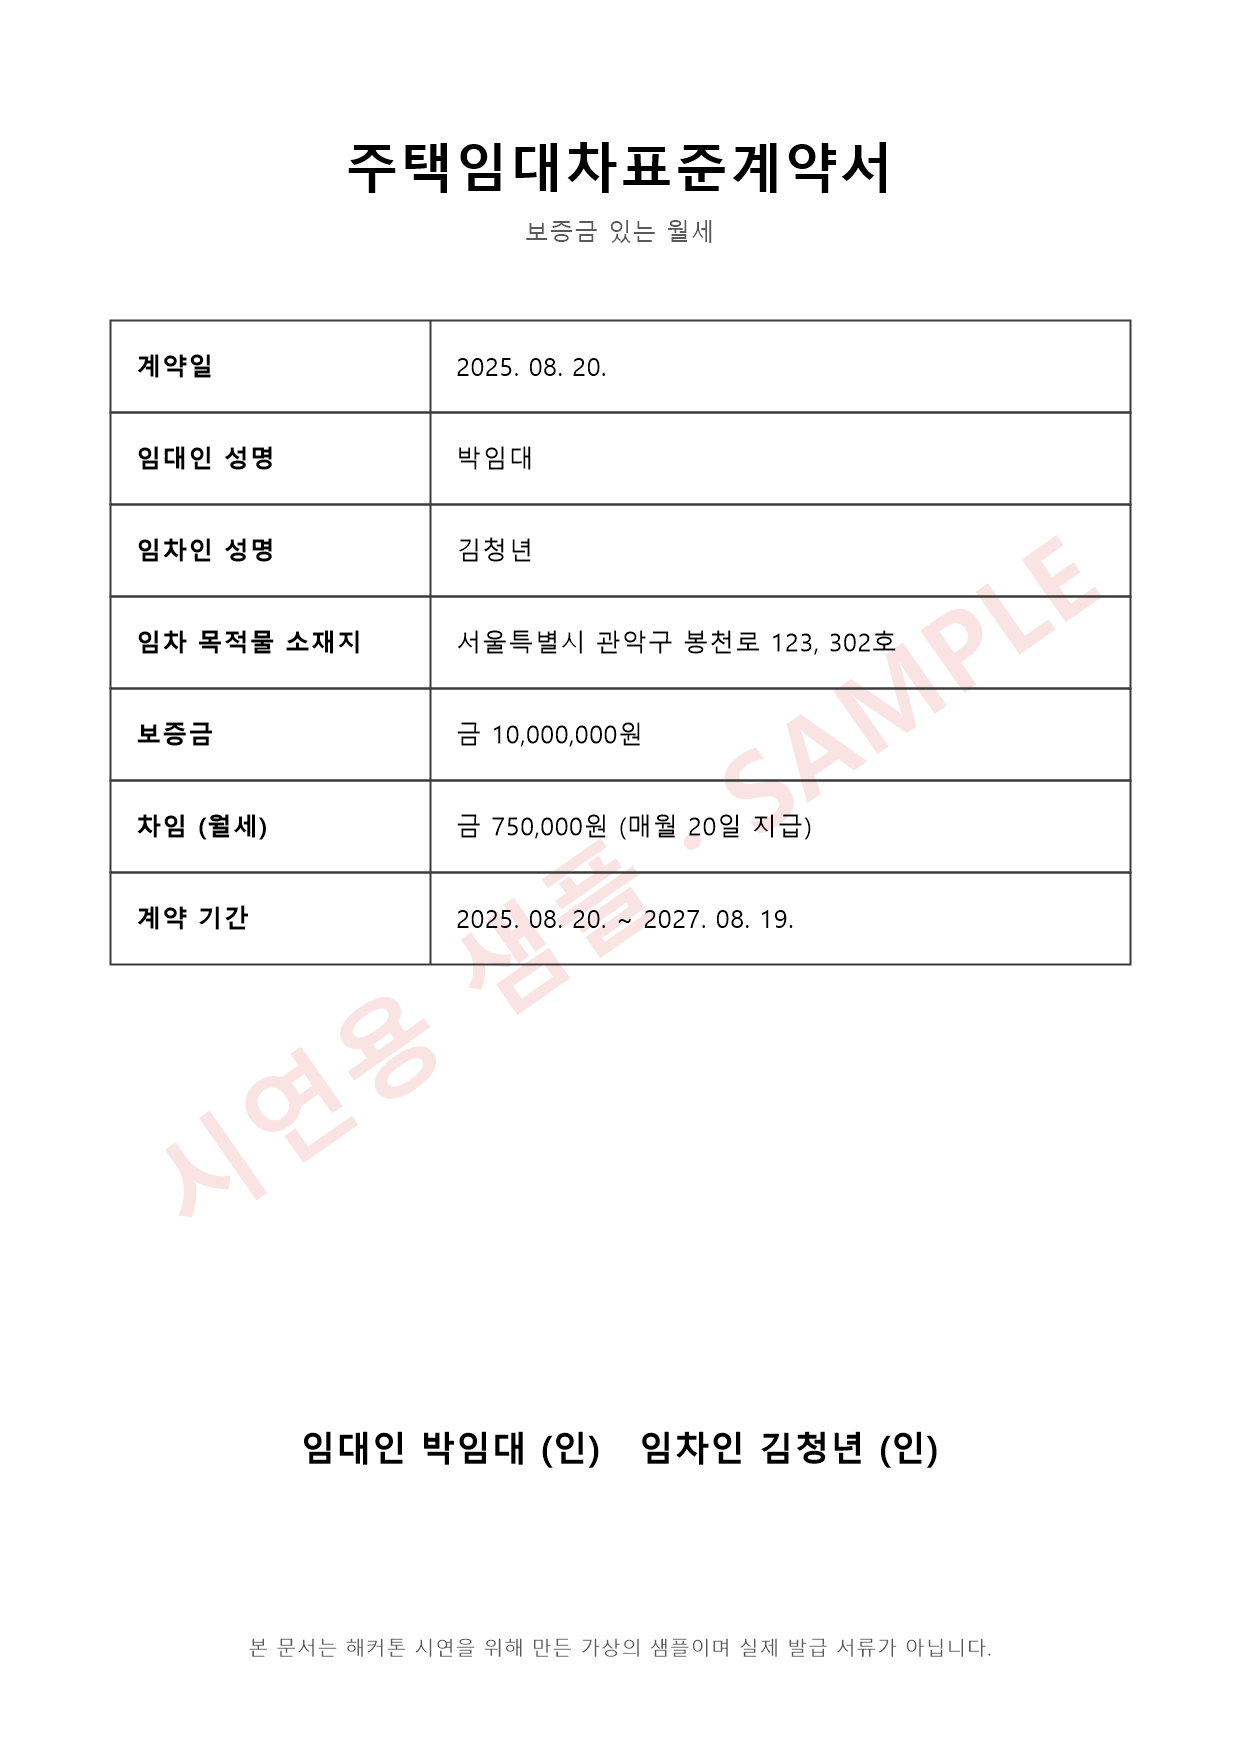 주택임대차표준계약서
보증금 있는 월세
계약일 2025. 08. 20.
임대인 성명 박임대
임차인 성명 김청년
임차 목적물 소재지 서울특별시 관악구 봉천로 123, 302호
보증금 금 10,000,000원
차임 (월세) 금 750,000원 (매월 20일 지급)
계약 기간 2025. 08. 20. ~ 2027. 08. 19.
시연용 샘플 · SAMPLE
임대인 박임대 (인) 임차인 김청년 (인)
본 문서는 해커톤 시연을 위해 만든 가상의 샘플이며 실제 발급 서류가 아닙니다.